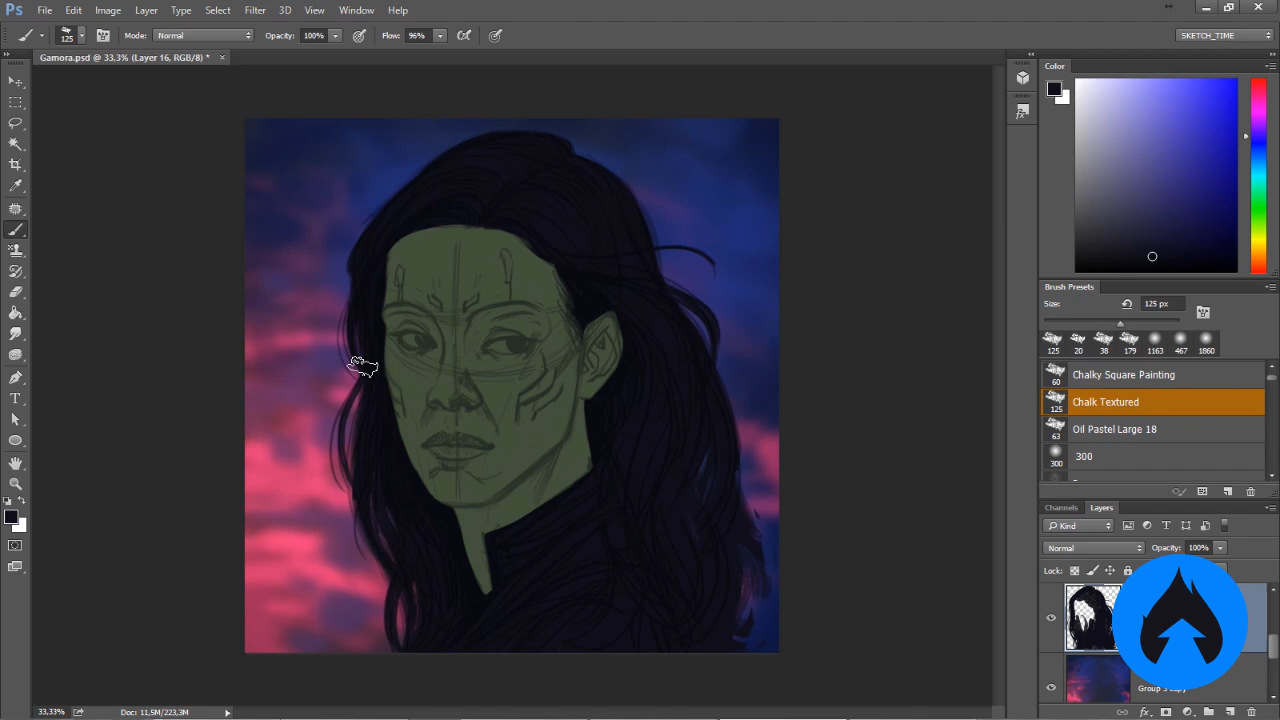 Ps File Edit Image Layer Type Select Filter 3D View Window Help
125 Mode: Normal Opacity: 100% Flow: 96% SKETCH_TIME
Gamora.psd @ 33,3% (Layer 16, RGB/8) * ×
Color
Brush Presets
Size: 125 px
125 20 38 179 1163 467 1860
60 Chalky Square Painting
125 Chalk Textured
63 Oil Pastel Large 18
300 300
Channels Layers
Kind
Normal Opacity: 100%
Lock:
Group 3 copy
33,33% Doc: 11,5M/223,3M